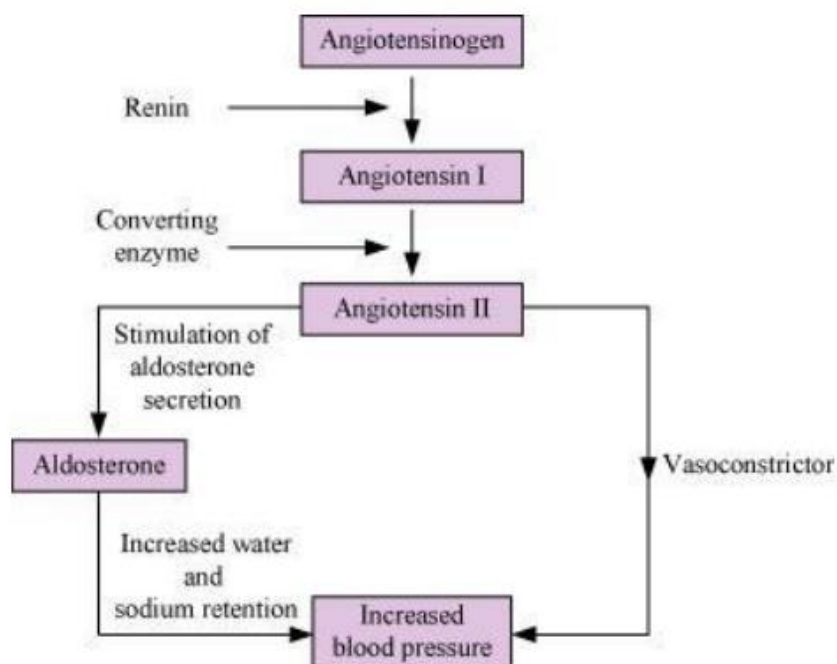 Angiotensinogen
Renin
Angiotensin I
Converting
enzyme
Angiotensin II
Stimulation of
aldosterone
secretion
Aldosterone
Vasoconstrictor
Increased water
and
sodium retention
Increased
blood pressure